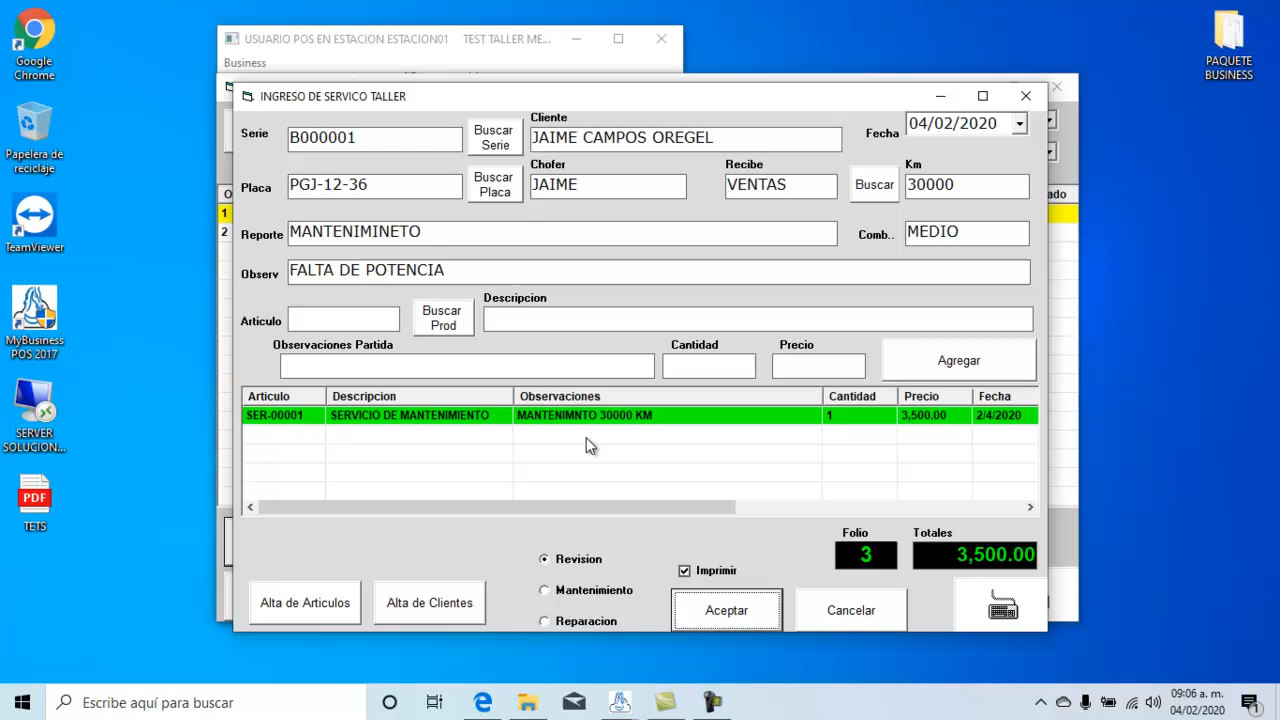 Google
Chrome
Papelera de
reciclaje
TeamViewer
MyBusiness
POS 2017
SERVER
SOLUCION...
PDF
TETS
PAQUETE
BUSINESS
USUARIO POS EN ESTACION ESTACION01 TEST TALLER ME...
Business
INGRESO DE SERVICO TALLER
Serie
B000001
Buscar
Serie
Cliente
JAIME CAMPOS OREGEL
Fecha
04/02/2020
Placa
PGJ-12-36
Buscar
Placa
Chofer
JAIME
Recibe
VENTAS
Buscar
Km
30000
Reporte
MANTENIMINETO
Comb..
MEDIO
Observ
FALTA DE POTENCIA
Articulo
Buscar
Prod
Descripcion
Observaciones Partida
Cantidad
Precio
Agregar
Articulo Descripcion Observaciones Cantidad Precio Fecha
SER-00001 SERVICIO DE MANTENIMIENTO MANTENIMNTO 30000 KM 1 3,500.00 2/4/2020
O
1
2
ado
Folio
3
Totales
3,500.00
Revision
Mantenimiento
Reparacion
Imprimir
Alta de Articulos
Alta de Clientes
Aceptar
Cancelar
Escribe aquí para buscar
09:06 a. m.
04/02/2020
1